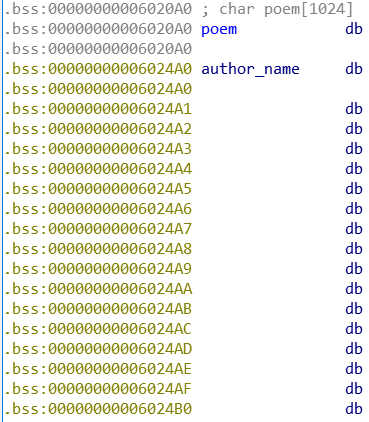 .bss:00000000006020A0 ; char poem[1024]
.bss:00000000006020A0 poem db
.bss:00000000006020A0
.bss:00000000006024A0 author_name db
.bss:00000000006024A0
.bss:00000000006024A1 db
.bss:00000000006024A2 db
.bss:00000000006024A3 db
.bss:00000000006024A4 db
.bss:00000000006024A5 db
.bss:00000000006024A6 db
.bss:00000000006024A7 db
.bss:00000000006024A8 db
.bss:00000000006024A9 db
.bss:00000000006024AA db
.bss:00000000006024AB db
.bss:00000000006024AC db
.bss:00000000006024AD db
.bss:00000000006024AE db
.bss:00000000006024AF db
.bss:00000000006024B0 db